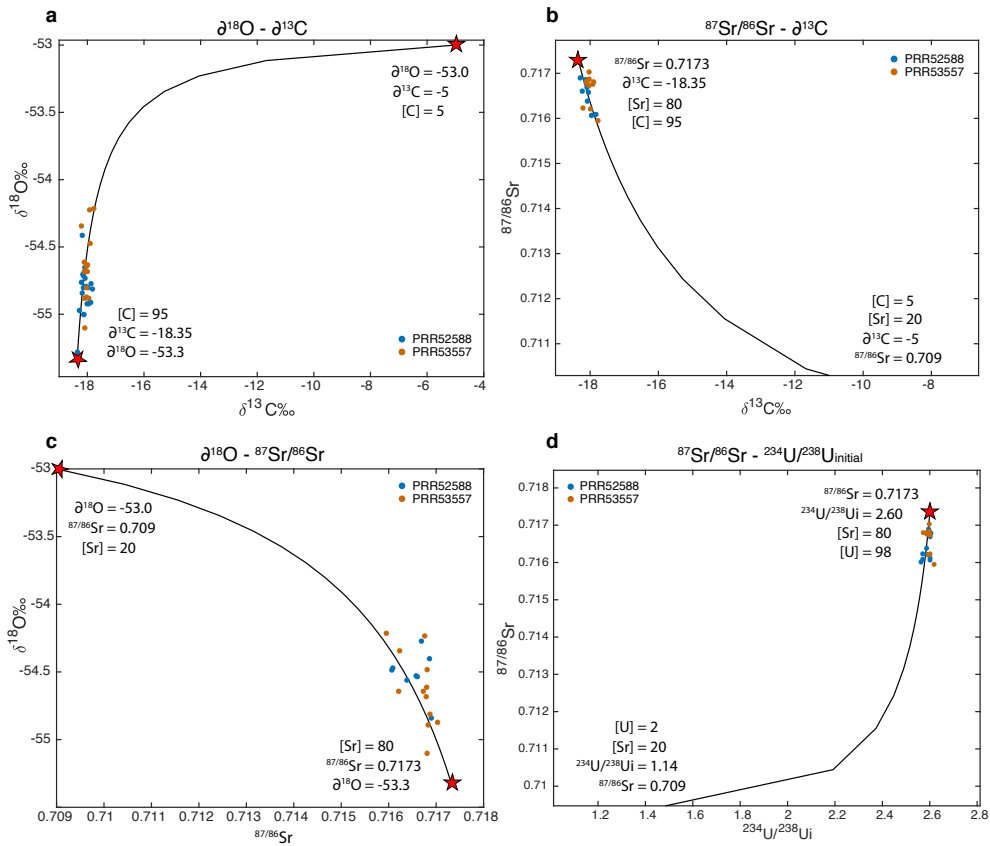 a
∂¹⁸O - ∂¹³C
-53
-53.5
-54
-54.5
-55
δ¹⁸O‰
∂¹⁸O = -53.0
∂¹³C = -5
[C] = 5
[C] = 95
∂¹³C = -18.35
∂¹⁸O = -53.3
PRR52588
PRR53557
-18 -16 -14 -12 -10 -8 -6 -4
δ¹³C‰
b
⁸⁷Sr/⁸⁶Sr - ∂¹³C
0.717
0.716
0.715
0.714
0.713
0.712
0.711
⁸⁷/⁸⁶Sr
⁸⁷/⁸⁶Sr = 0.7173
∂¹³C = -18.35
[Sr] = 80
[C] = 95
PRR52588
PRR53557
[C] = 5
[Sr] = 20
∂¹³C = -5
⁸⁷/⁸⁶Sr = 0.709
-18 -16 -14 -12 -10 -8
δ¹³C‰
c
∂¹⁸O - ⁸⁷Sr/⁸⁶Sr
-53
-53.5
-54
-54.5
-55
δ¹⁸O‰
∂¹⁸O = -53.0
⁸⁷/⁸⁶Sr = 0.709
[Sr] = 20
PRR52588
PRR53557
[Sr] = 80
⁸⁷/⁸⁶Sr = 0.7173
∂¹⁸O = -53.3
0.709 0.71 0.711 0.712 0.713 0.714 0.715 0.716 0.717 0.718
⁸⁷/⁸⁶Sr
d
⁸⁷Sr/⁸⁶Sr - ²³⁴U/²³⁸Uinitial
0.718
0.717
0.716
0.715
0.714
0.713
0.712
0.711
0.71
⁸⁷/⁸⁶Sr
PRR52588
PRR53557
⁸⁷/⁸⁶Sr = 0.7173
²³⁴U/²³⁸Ui = 2.60
[Sr] = 80
[U] = 98
[U] = 2
[Sr] = 20
²³⁴U/²³⁸Ui = 1.14
⁸⁷/⁸⁶Sr = 0.709
1.2 1.4 1.6 1.8 2 2.2 2.4 2.6 2.8
²³⁴U/²³⁸Ui